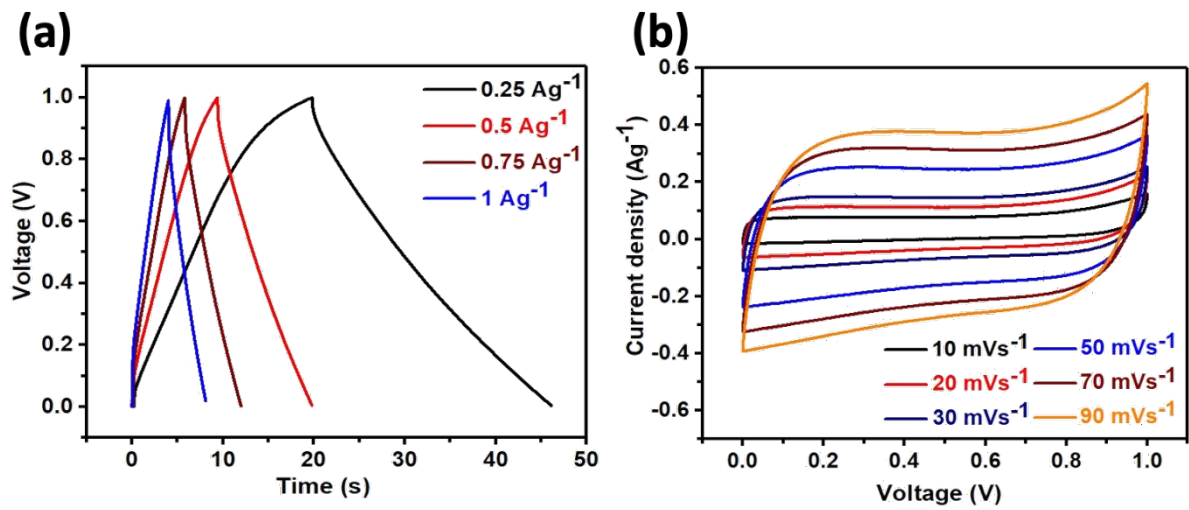 (a)
0.25 Ag⁻¹
0.5 Ag⁻¹
0.75 Ag⁻¹
1 Ag⁻¹
1.0
0.8
0.6
0.4
0.2
0.0
Voltage (V)
0 10 20 30 40 50
Time (s)
(b)
0.6
0.4
0.2
0.0
-0.2
-0.4
-0.6
Current density (Ag⁻¹)
10 mVs⁻¹ 50 mVs⁻¹
20 mVs⁻¹ 70 mVs⁻¹
30 mVs⁻¹ 90 mVs⁻¹
0.0 0.2 0.4 0.6 0.8 1.0
Voltage (V)